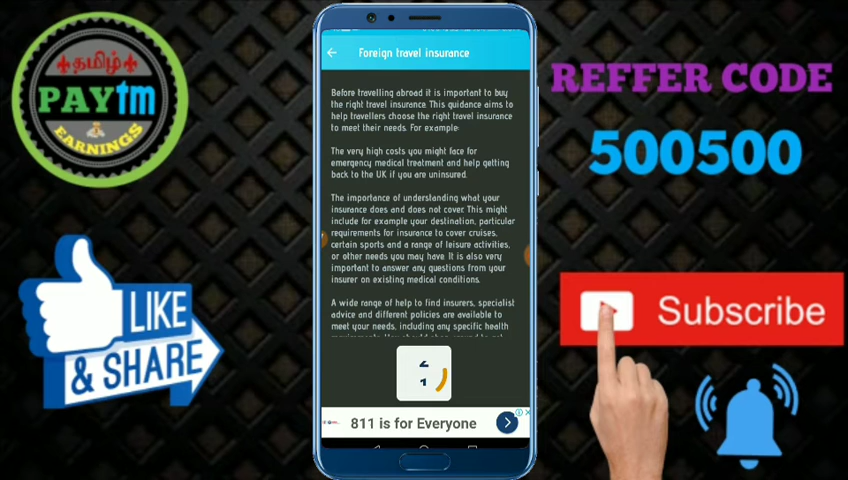 தமிழ்
PAYTM
EARNINGS
LIKE
& SHARE
Foreign travel insurance
Before travelling abroad it is important to buy
the right travel insurance. This guidance aims to
help travellers choose the right travel insurance
to meet their needs. For example:
The very high costs you might face for
emergency medical treatment and help getting
back to the UK if you are uninsured.
The importance of understanding what your
insurance does and does not cover. This might
include for example your destination, particular
requirements for insurance to cover cruises,
certain sports and a range of leisure activities,
or other needs you may have. It is also very
important to answer any questions from your
insurer on existing medical conditions.
A wide range of help to find insurers, specialist
advice and different policies are available to
meet your needs, including any specific health
1
811 is for Everyone
REFFER CODE
500500
Subscribe